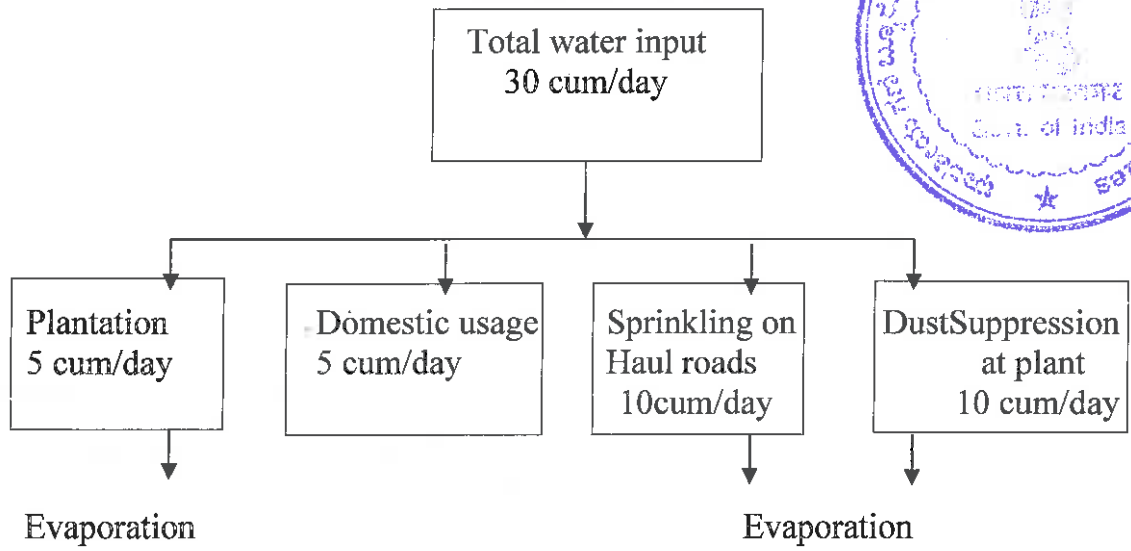 Total water input
30 cum/day
Govt. of India
Plantation
5 cum/day
Domestic usage
5 cum/day
Sprinkling on
Haul roads
10cum/day
DustSuppression
at plant
10 cum/day
Evaporation
Evaporation